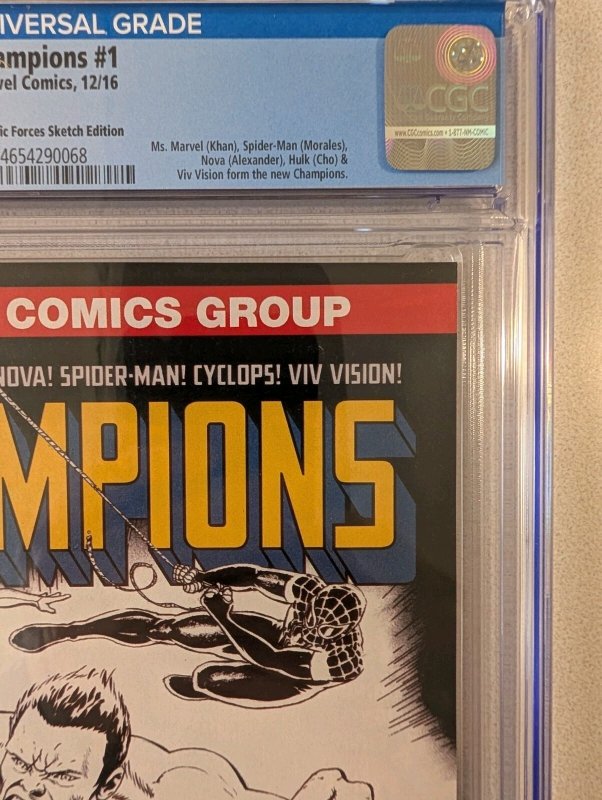 IVERSAL GRADE
ampions #1
vel Comics, 12/16
ic Forces Sketch Edition
4654290068
Ms. Marvel (Khan), Spider-Man (Morales),
Nova (Alexander), Hulk (Cho) &
Viv Vision form the new Champions.
CGC
www.CGCcomics.com • 1-877-NM-COMIC
COMICS GROUP
NOVA! SPIDER-MAN! CYCLOPS! VIV VISION!
MPIONS